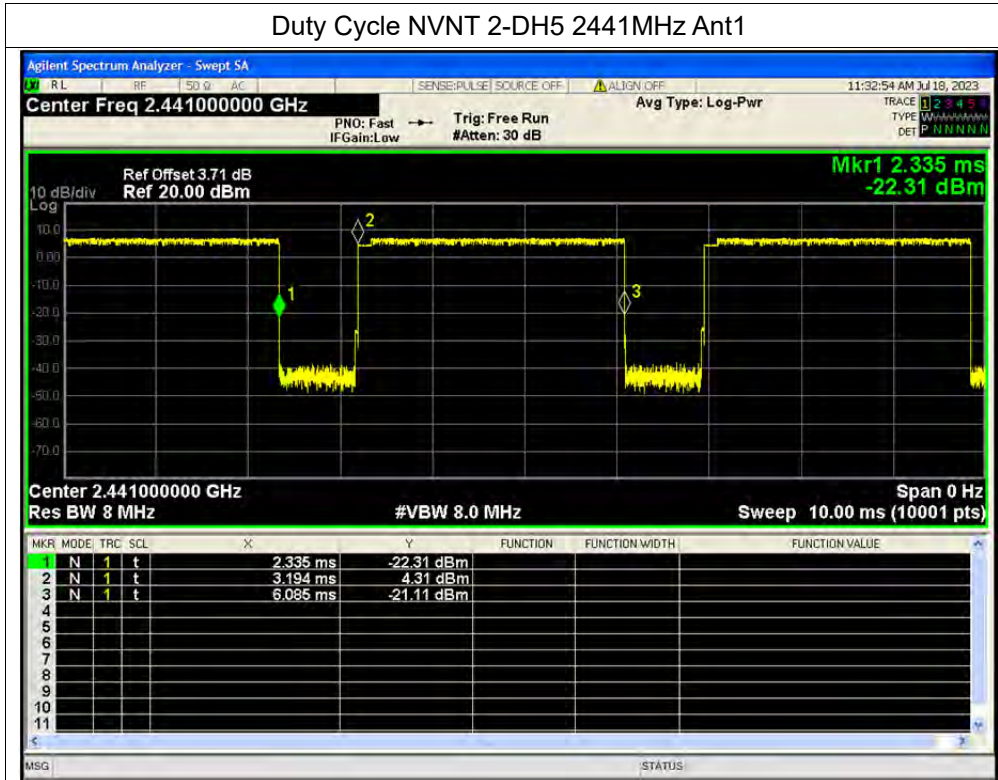 Duty Cycle NVNT 2-DH5 2441MHz Ant1
Agilent Spectrum Analyzer - Swept SA
RL RF 50 Ω AC SENSE:PULSE SOURCE OFF ALIGN OFF 11:32:54 AM Jul 18, 2023
Center Freq 2.441000000 GHz Avg Type: Log-Pwr TRACE 1 2 3 4 5 6
PNO: Fast Trig: Free Run TYPE W
IFGain:Low #Atten: 30 dB DET P N N N N N
Mkr1 2.335 ms
Ref Offset 3.71 dB
10 dB/div Ref 20.00 dBm -22.31 dBm
Log
10.0
0.00
-10.0
-20.0
-30.0
-40.0
-50.0
-60.0
-70.0
1
2
3
Center 2.441000000 GHz Span 0 Hz
Res BW 8 MHz #VBW 8.0 MHz Sweep 10.00 ms (10001 pts)
MKR MODE TRC SCL X Y FUNCTION FUNCTION WIDTH FUNCTION VALUE
1 N 1 t 2.335 ms -22.31 dBm
2 N 1 t 3.194 ms 4.31 dBm
3 N 1 t 6.085 ms -21.11 dBm
4
5
6
7
8
9
10
11
MSG STATUS